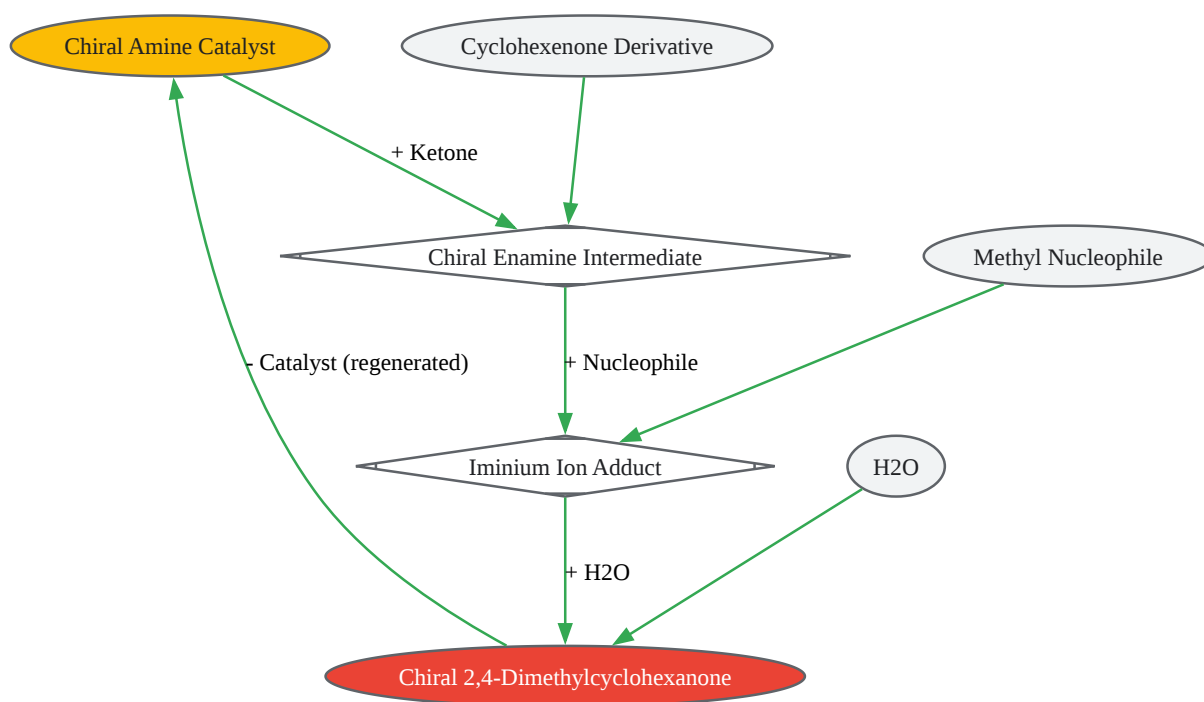 Chiral Amine Catalyst
Cyclohexenone Derivative
+ Ketone
Chiral Enamine Intermediate
Methyl Nucleophile
- Catalyst (regenerated)
+ Nucleophile
Iminium Ion Adduct
H2O
+ H2O
Chiral 2,4-Dimethylcyclohexanone